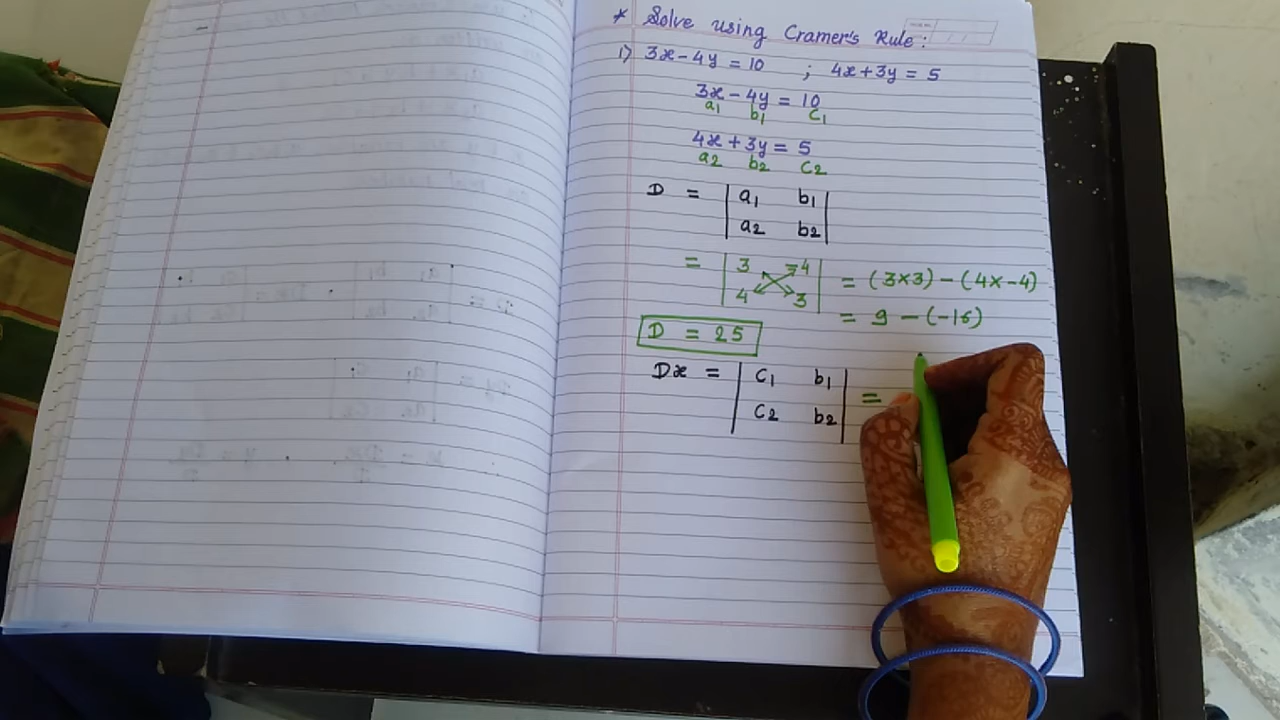 * Solve using Cramer's Rule :
1) 3x - 4y = 10 ; 4x + 3y = 5
3x - 4y = 10
a1 b1 c1
4x + 3y = 5
a2 b2 c2
D = | a1 b1 |
| a2 b2 |
= | 3 -4 | = (3×3) - (4×-4)
| 4 3 |
= 9 - (-16)
D = 25
Dx = | c1 b1 | =
| c2 b2 |